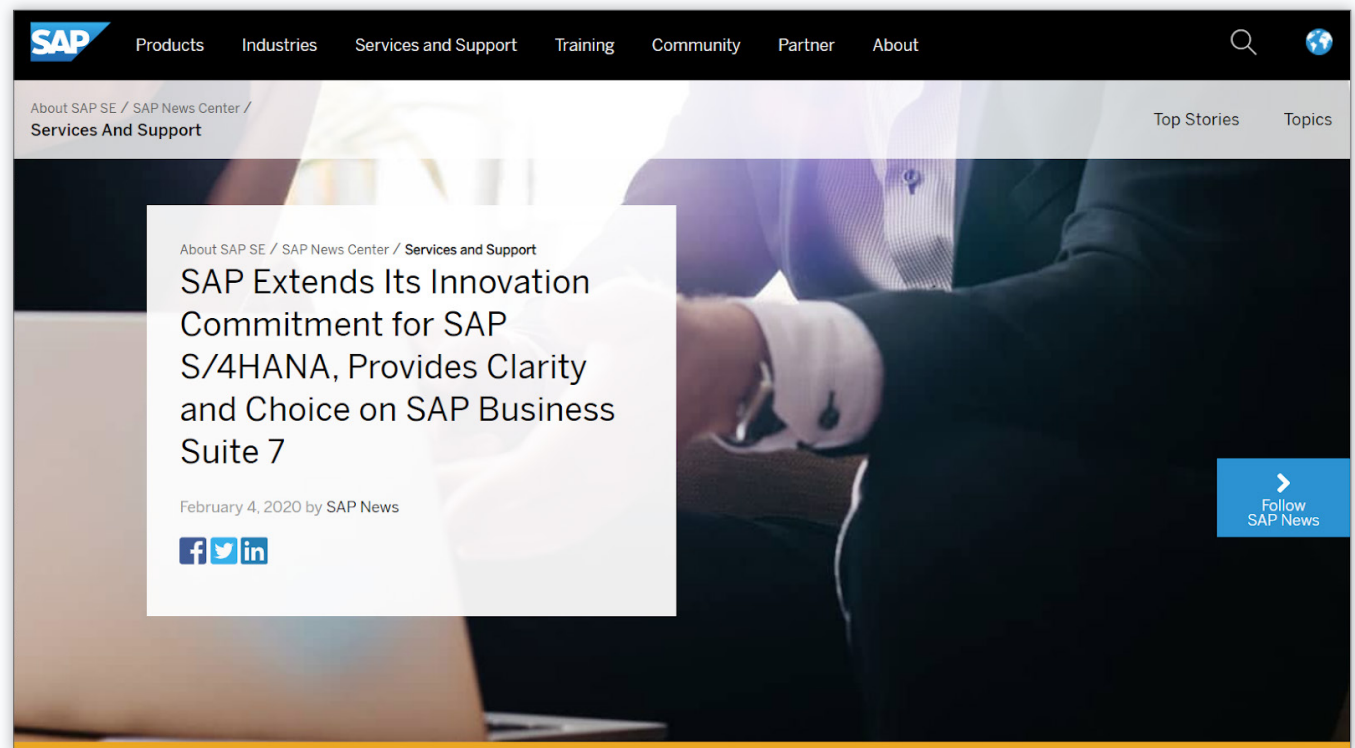 SAP Products Industries Services and Support Training Community Partner About
About SAP SE / SAP News Center /
Services And Support
Top Stories Topics
About SAP SE / SAP News Center / Services and Support
SAP Extends Its Innovation
Commitment for SAP
S/4HANA, Provides Clarity
and Choice on SAP Business
Suite 7
February 4, 2020 by SAP News
Follow
SAP News